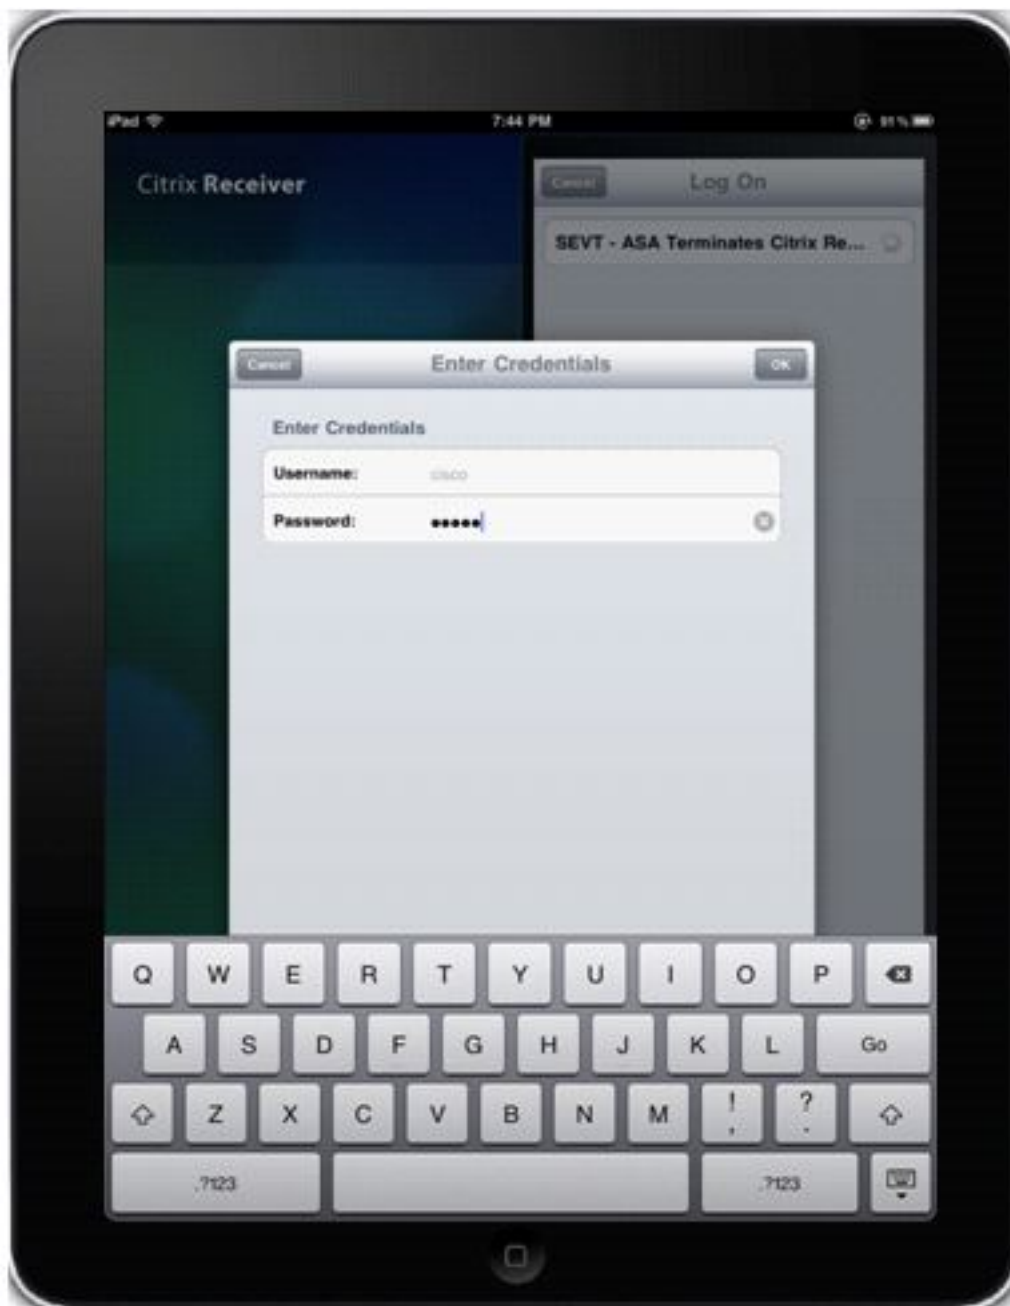 iPad 7:44 PM 91%
Citrix Receiver
Cancel Log On
SEVT - ASA Terminates Citrix Re...
Cancel Enter Credentials OK
Enter Credentials
Username: cisco
Password: •••••
Q W E R T Y U I O P
A S D F G H J K L Go
Z X C V B N M ! , ? .
.?123 .?123